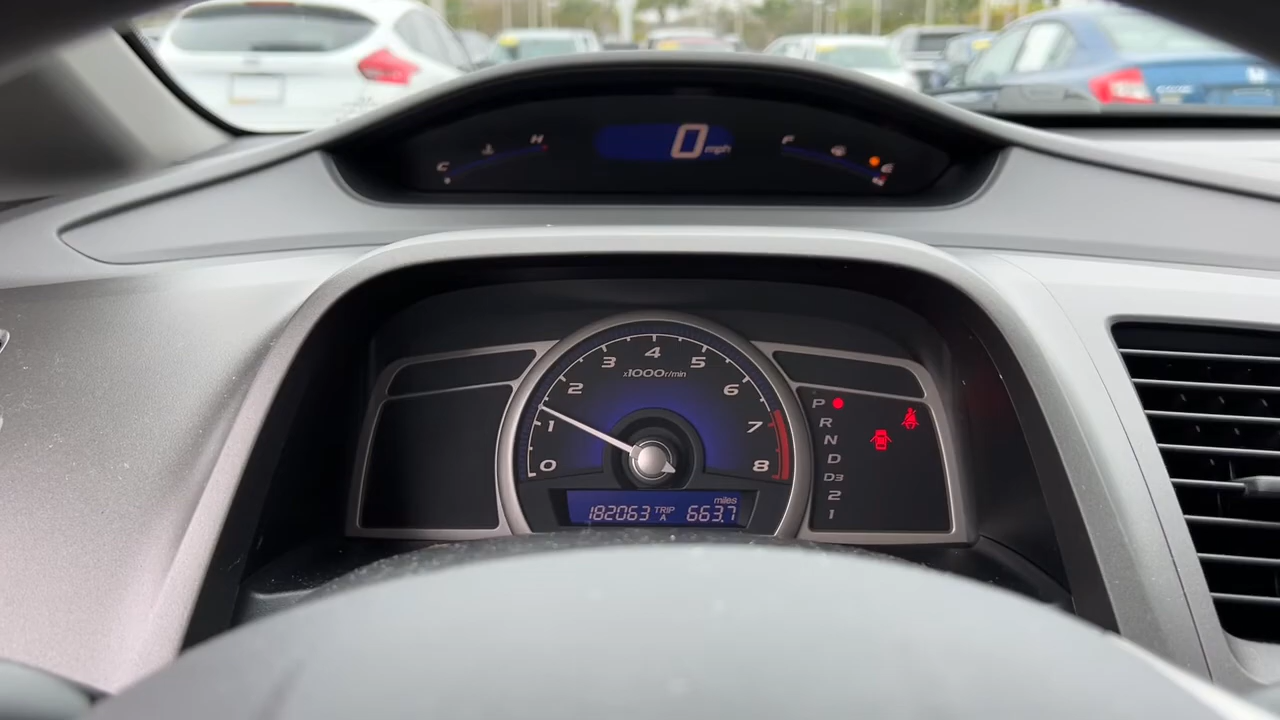 C H
0 mph
F E
4
3 5
x1000r/min
2 6
1 7
0 8
miles
182063 TRIP A 663.7
P
R
N
D
D3
2
1
CIVIC